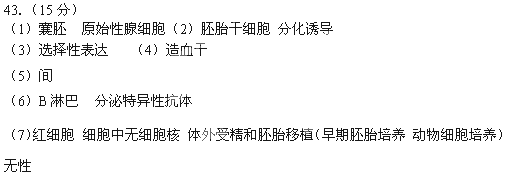 43.（15 分）
（1）囊胚 原始性腺细胞（2）胚胎干细胞 分化诱导
（3）选择性表达 （4）造血干
（5）间
（6）B 淋巴 分泌特异性抗体
（7)红细胞 细胞中无细胞核 体外受精和胚胎移植(早期胚胎培养 动物细胞培养）
无性